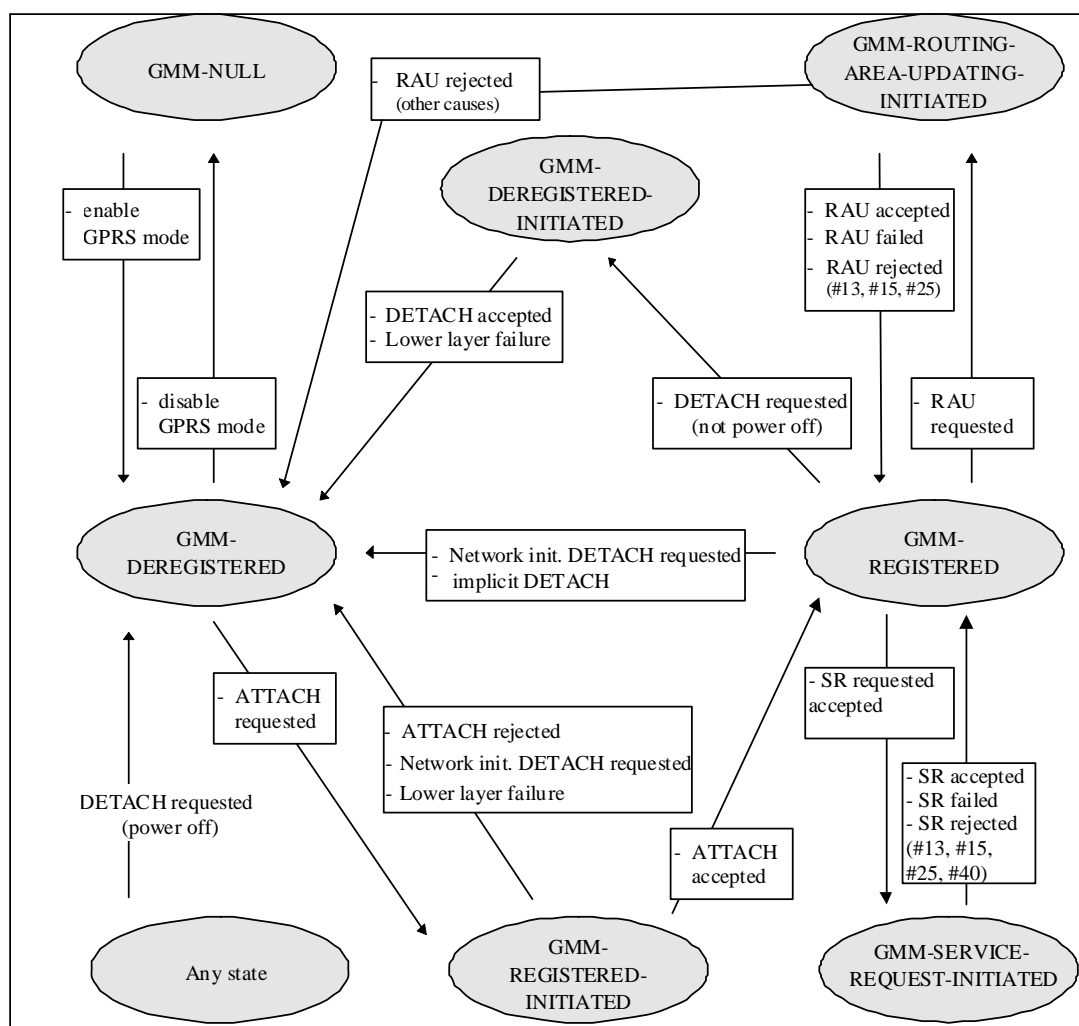 GMM-NULL
GMM-ROUTING-
AREA-UPDATING-
INITIATED
- RAU rejected
(other causes)
GMM-
DEREGISTERED-
INITIATED
- enable
GPRS mode
- RAU accepted
- RAU failed
- RAU rejected
(#13, #15, #25)
- DETACH accepted
- Lower layer failure
- disable
GPRS mode
- DETACH requested
(not power off)
- RAU
requested
GMM-
DEREGISTERED
- Network init. DETACH requested
- implicit DETACH
GMM-
REGISTERED
- ATTACH
requested
- ATTACH rejected
- Network init. DETACH requested
- Lower layer failure
- SR requested
accepted
DETACH requested
(power off)
- ATTACH
accepted
- SR accepted
- SR failed
- SR rejected
(#13, #15,
#25, #40)
Any state
GMM-
REGISTERED-
INITIATED
GMM-SERVICE-
REQUEST-INITIATED